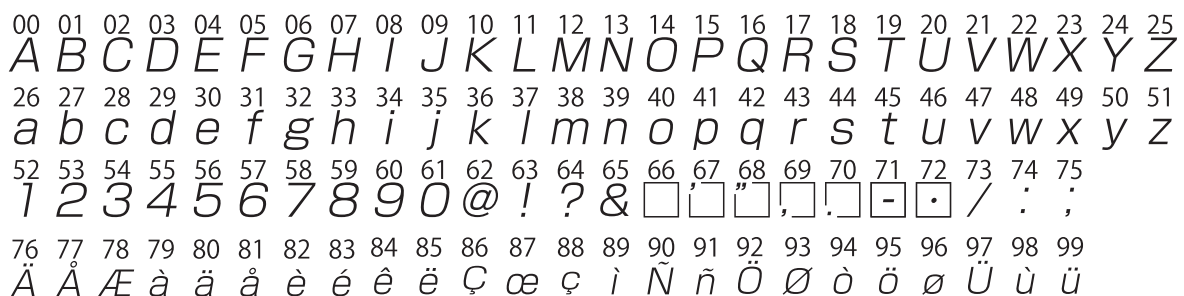 00 01 02 03 04 05 06 07 08 09 10 11 12 13 14 15 16 17 18 19 20 21 22 23 24 25
A B C D E F G H I J K L M N O P Q R S T U V W X Y Z
26 27 28 29 30 31 32 33 34 35 36 37 38 39 40 41 42 43 44 45 46 47 48 49 50 51
a b c d e f g h i j k l m n o p q r s t u v w x y z
52 53 54 55 56 57 58 59 60 61 62 63 64 65 66 67 68 69 70 71 72 73 74 75
1 2 3 4 5 6 7 8 9 0 @ ! ? & □ ’ ” , . - · / : ;
76 77 78 79 80 81 82 83 84 85 86 87 88 89 90 91 92 93 94 95 96 97 98 99
Ä Å Æ à ä å è é ê ë Ç œ ç ì Ñ ñ Ö Ø ò ö ø Ü ù ü